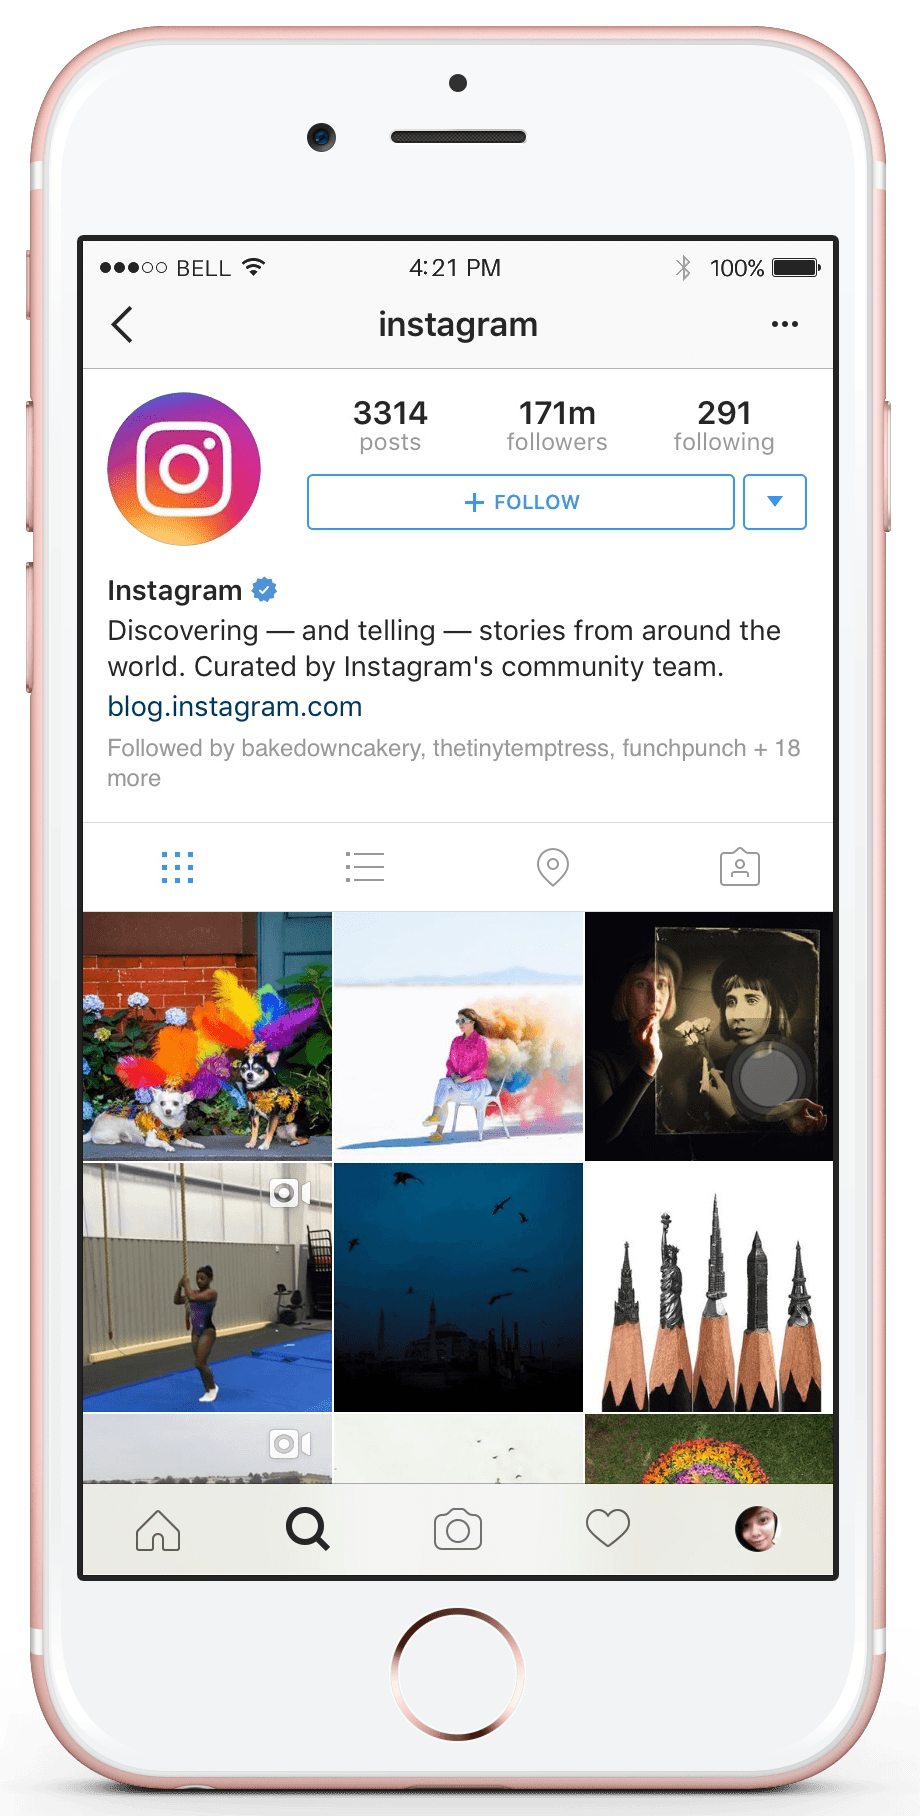 BELL 4:21 PM 100%
instagram
3314 171m 291
posts followers following
+ FOLLOW
Instagram
Discovering — and telling — stories from around the
world. Curated by Instagram's community team.
blog.instagram.com
Followed by bakedowncakery, thetinytemptress, funchpunch + 18
more